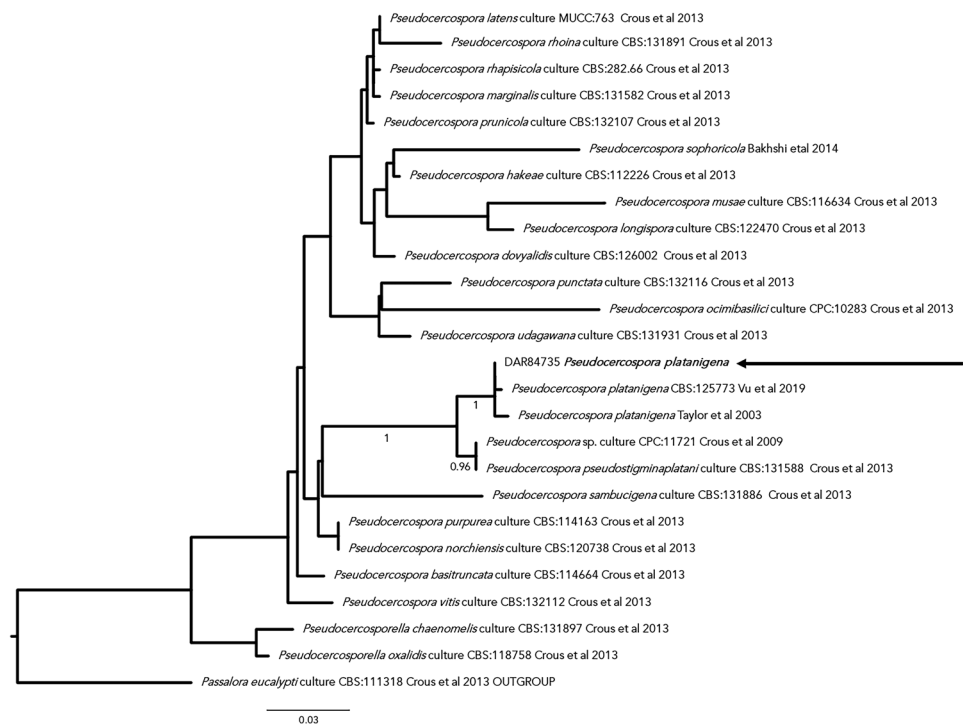 Pseudocercospora latens culture MUCC:763 Crous et al 2013
Pseudocercospora rhoina culture CBS:131891 Crous et al 2013
Pseudocercospora rhapisicola culture CBS:282.66 Crous et al 2013
Pseudocercospora marginalis culture CBS:131582 Crous et al 2013
Pseudocercospora prunicola culture CBS:132107 Crous et al 2013
Pseudocercospora sophoricola Bakhshi etal 2014
Pseudocercospora hakeae culture CBS:112226 Crous et al 2013
Pseudocercospora musae culture CBS:116634 Crous et al 2013
Pseudocercospora longispora culture CBS:122470 Crous et al 2013
Pseudocercospora dovyalidis culture CBS:126002 Crous et al 2013
Pseudocercospora punctata culture CBS:132116 Crous et al 2013
Pseudocercospora ocimibasilici culture CPC:10283 Crous et al 2013
Pseudocercospora udagawana culture CBS:131931 Crous et al 2013
DAR84735 Pseudocercospora platanigena
Pseudocercospora platanigena CBS:125773 Vu et al 2019
1
Pseudocercospora platanigena Taylor et al 2003
1
Pseudocercospora sp. culture CPC:11721 Crous et al 2009
0.96
Pseudocercospora pseudostigminaplatani culture CBS:131588 Crous et al 2013
Pseudocercospora sambucigena culture CBS:131886 Crous et al 2013
Pseudocercospora purpurea culture CBS:114163 Crous et al 2013
Pseudocercospora norchiensis culture CBS:120738 Crous et al 2013
Pseudocercospora basitruncata culture CBS:114664 Crous et al 2013
Pseudocercospora vitis culture CBS:132112 Crous et al 2013
Pseudocercosporella chaenomelis culture CBS:131897 Crous et al 2013
Pseudocercosporella oxalidis culture CBS:118758 Crous et al 2013
Passalora eucalypti culture CBS:111318 Crous et al 2013 OUTGROUP
0.03